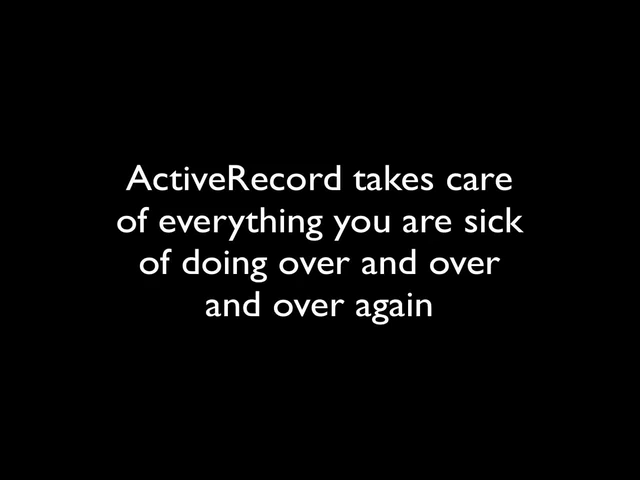 ActiveRecord takes care
of everything you are sick
of doing over and over
and over again